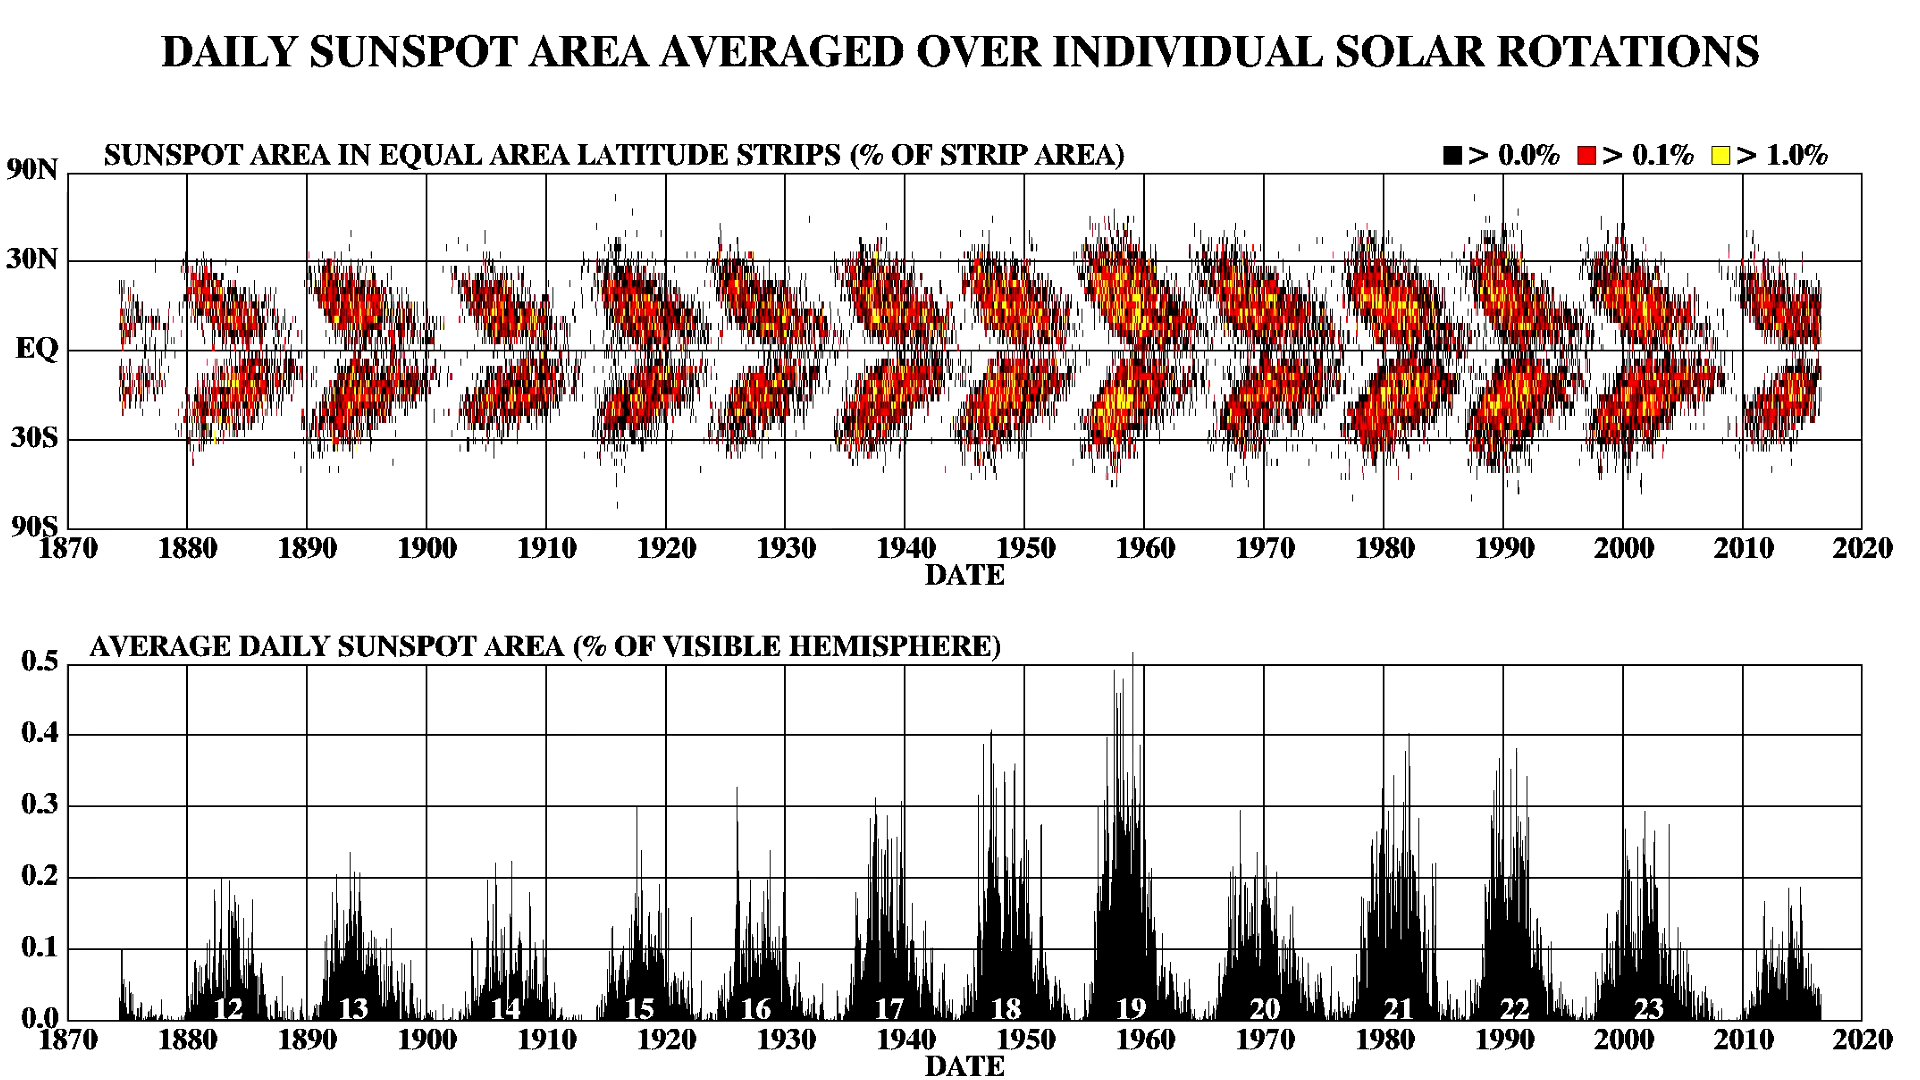 DAILY SUNSPOT AREA AVERAGED OVER INDIVIDUAL SOLAR ROTATIONS
SUNSPOT AREA IN EQUAL AREA LATITUDE STRIPS (% OF STRIP AREA) > 0.0% > 0.1% > 1.0%
90N
30N
EQ
30S
90S
1870 1880 1890 1900 1910 1920 1930 1940 1950 1960 1970 1980 1990 2000 2010 2020
DATE
AVERAGE DAILY SUNSPOT AREA (% OF VISIBLE HEMISPHERE)
0.5
0.4
0.3
0.2
0.1
0.0
12 13 14 15 16 17 18 19 20 21 22 23
1870 1880 1890 1900 1910 1920 1930 1940 1950 1960 1970 1980 1990 2000 2010 2020
DATE